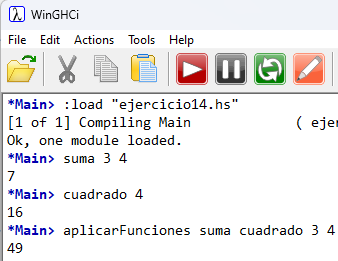 WinGHCi
File Edit Actions Tools Help
*Main> :load "ejercicio14.hs"
[1 of 1] Compiling Main ( ejer
Ok, one module loaded.
*Main> suma 3 4
7
*Main> cuadrado 4
16
*Main> aplicarFunciones suma cuadrado 3 4
49